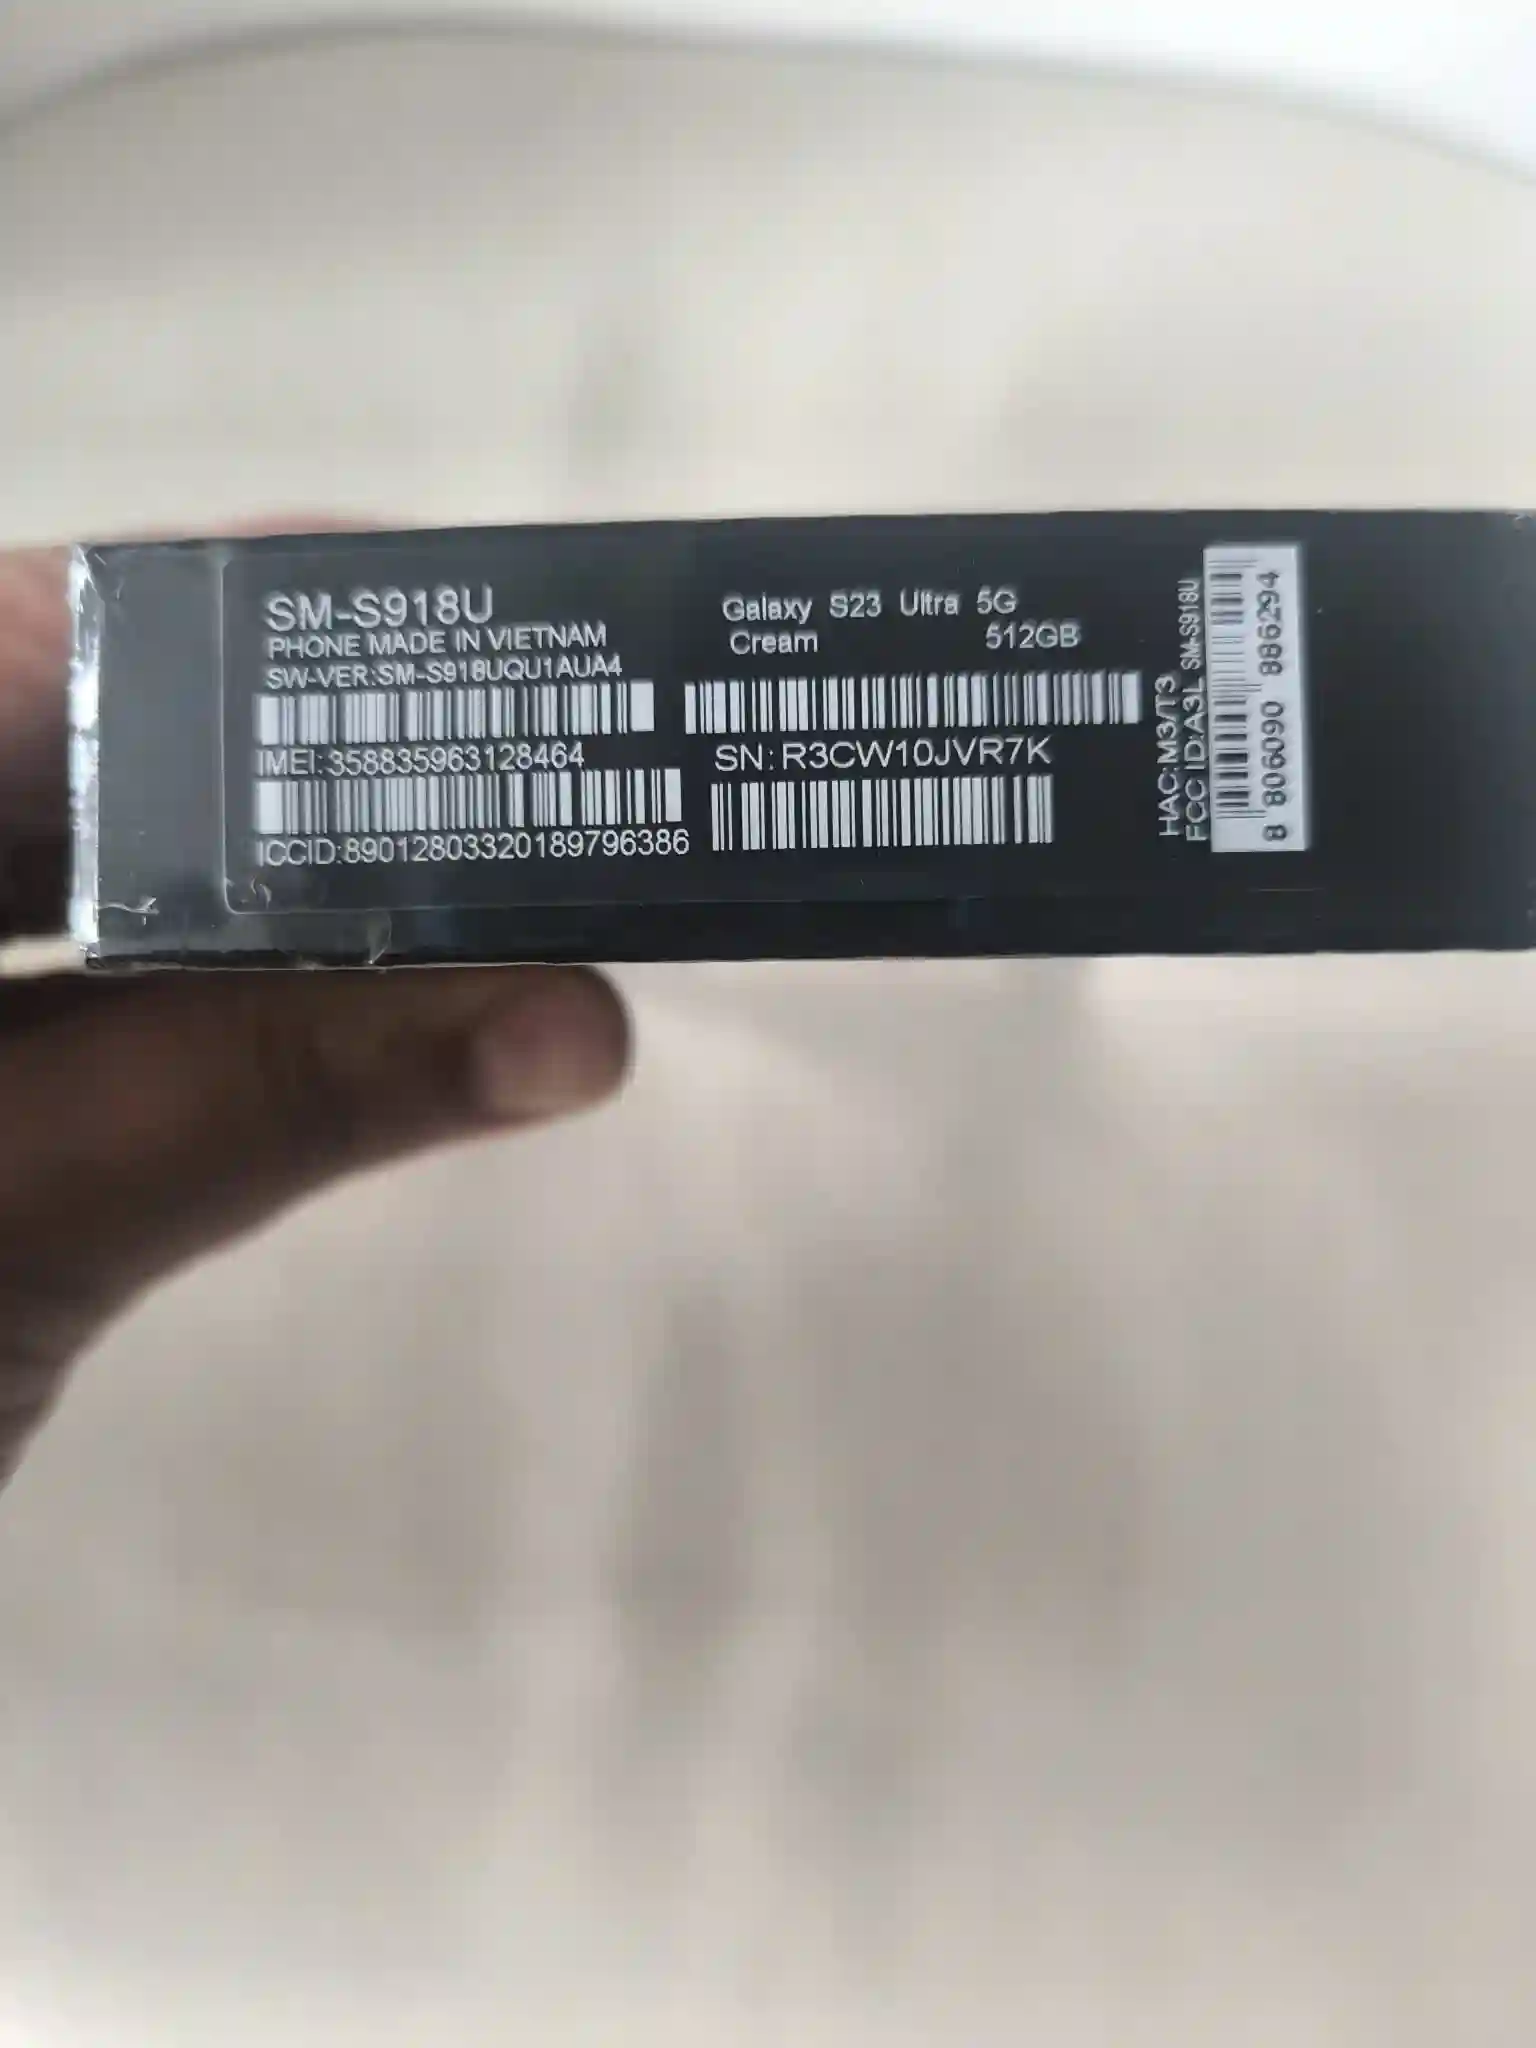 SM-S918U
PHONE MADE IN VIETNAM
SW-VER:SM-S918UQU1AUA4
IMEI:358835963128464
ICCID:89012803320189796386
Galaxy S23 Ultra 5G
Cream 512GB
SN:R3CW10JVR7K
HAC:M3/T3
FCC ID:A3L SM-S918U
8 806090 886294